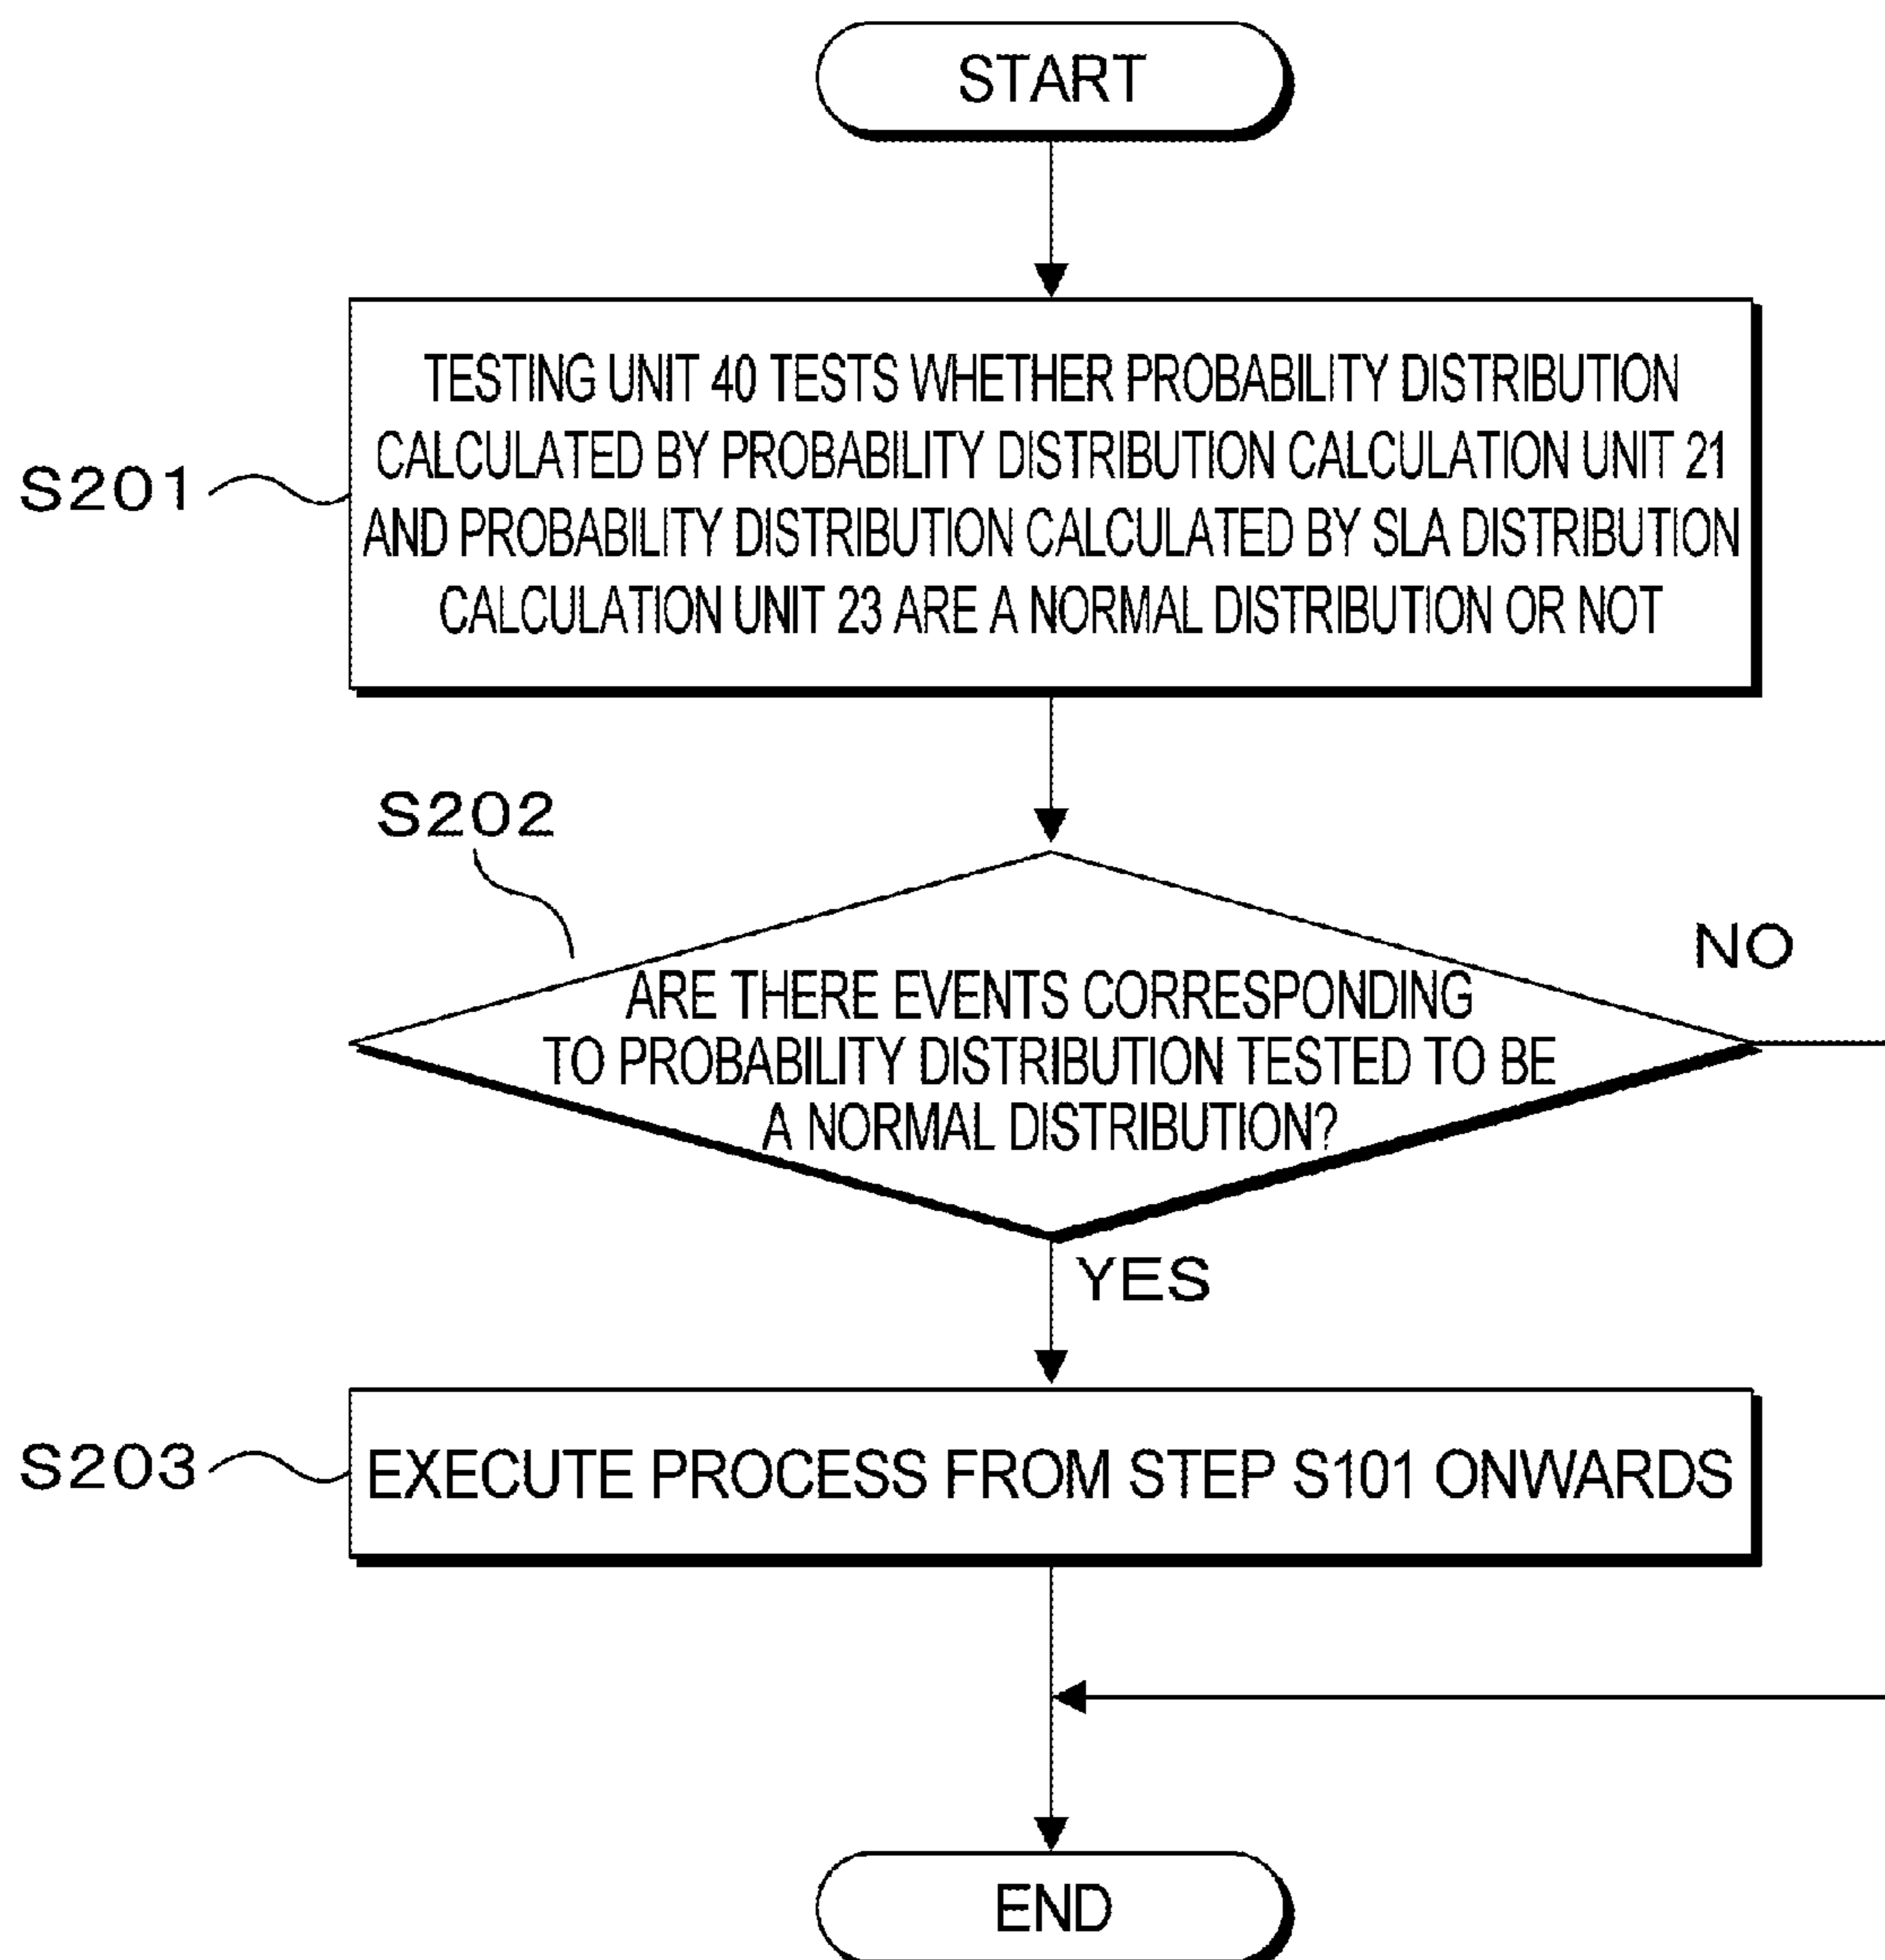 START
S201
TESTING UNIT 40 TESTS WHETHER PROBABILITY DISTRIBUTION
CALCULATED BY PROBABILITY DISTRIBUTION CALCULATION UNIT 21
AND PROBABILITY DISTRIBUTION CALCULATED BY SLA DISTRIBUTION
CALCULATION UNIT 23 ARE A NORMAL DISTRIBUTION OR NOT
S202
ARE THERE EVENTS CORRESPONDING
TO PROBABILITY DISTRIBUTION TESTED TO BE
A NORMAL DISTRIBUTION?
NO
YES
S203
EXECUTE PROCESS FROM STEP S101 ONWARDS
END